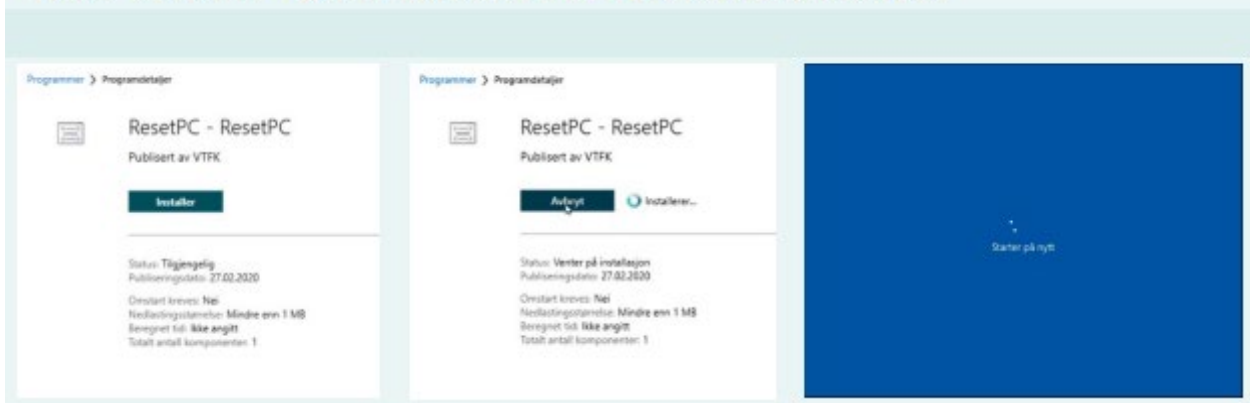 Programmer > Programdetaljer
ResetPC - ResetPC
Publisert av VTFK
Installer
Status: Tilgjengelig
Publiseringsdato: 27.02.2020
Omstart kreves: Nei
Nedlastingsstørrelse: Mindre enn 1 MB
Beregnet tid: Ikke angitt
Totalt antall komponenter: 1
Programmer > Programdetaljer
ResetPC - ResetPC
Publisert av VTFK
Avbryt
Installerer...
Status: Venter på installasjon
Publiseringsdato: 27.02.2020
Omstart kreves: Nei
Nedlastingsstørrelse: Mindre enn 1 MB
Beregnet tid: Ikke angitt
Totalt antall komponenter: 1
Starter på nytt